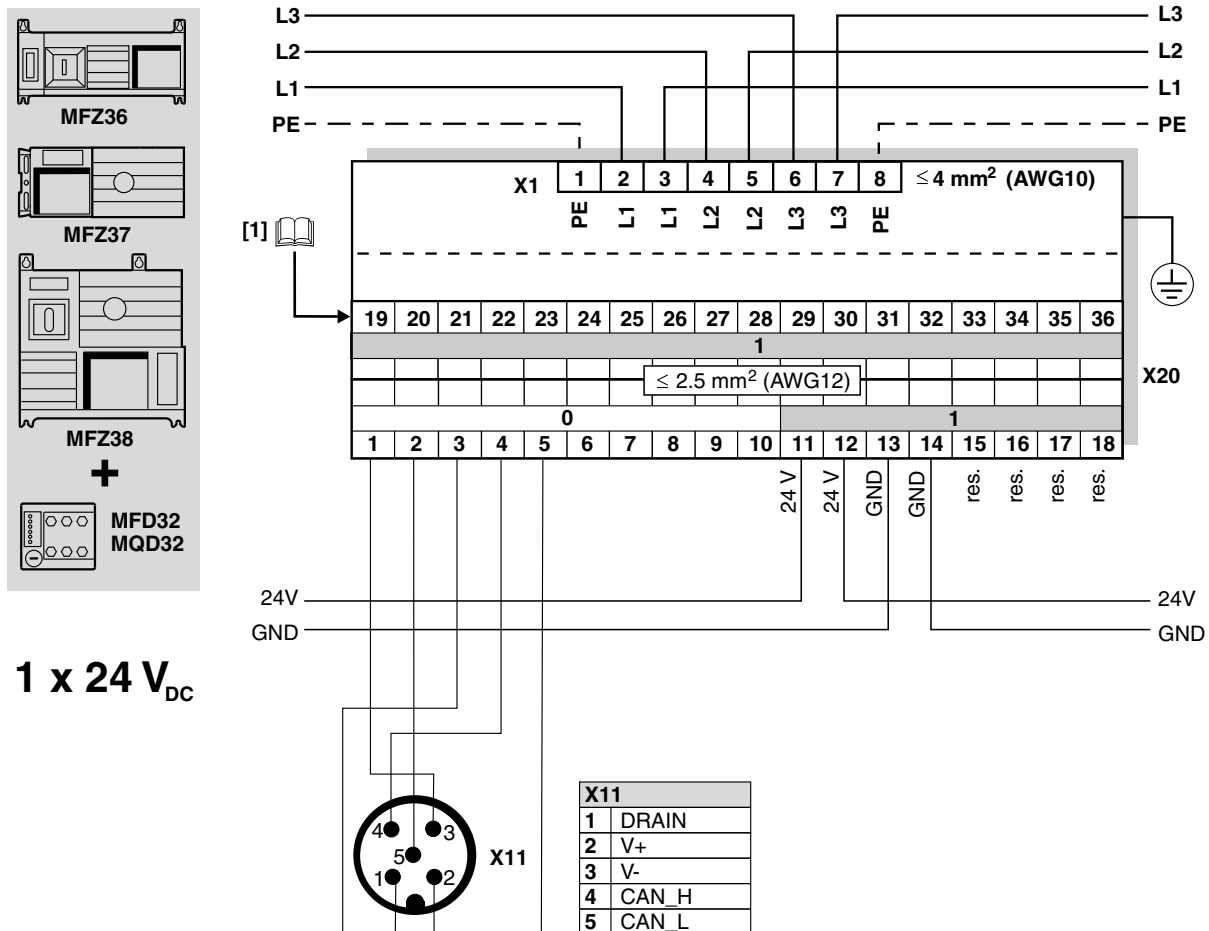 MFZ36
MFZ37
MFZ38
+
MFD32
MQD32
1 x 24 V DC
L3 L3
L2 L2
L1 L1
PE PE
X1 1 2 3 4 5 6 7 8 ≤ 4 mm² (AWG10)
PE L1 L1 L2 L2 L3 L3 PE
[1]
19 20 21 22 23 24 25 26 27 28 29 30 31 32 33 34 35 36
1
≤ 2.5 mm² (AWG12)
X20
0 1
1 2 3 4 5 6 7 8 9 10 11 12 13 14 15 16 17 18
24 V 24 V GND GND res. res. res. res.
24V 24V
GND GND
4 3
5
1 2
X11
X11
1 DRAIN
2 V+
3 V-
4 CAN_H
5 CAN_L